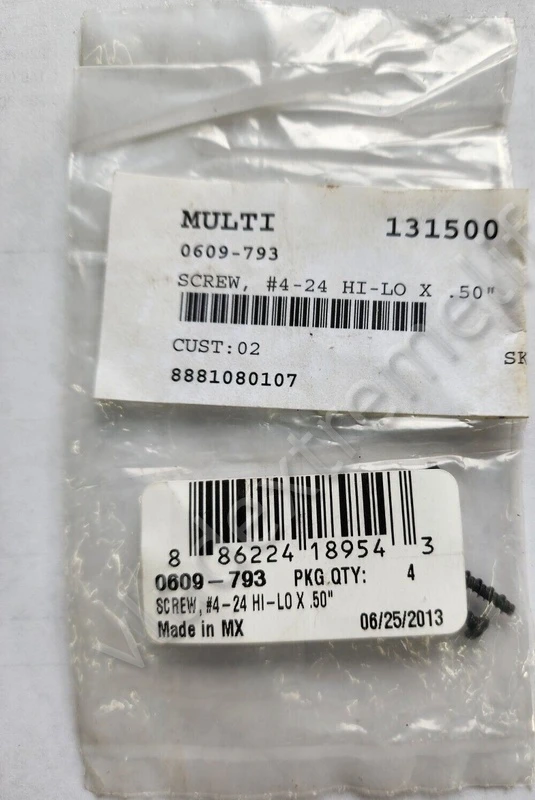 MULTI 131500
0609-793
SCREW, #4-24 HI-LO X .50"
CUST:02 SK
8881080107
8 86224 18954 3
0609-793 PKG.QTY: 4
SCREW, #4-24 HI-LO X .50"
Made in MX 06/25/2013